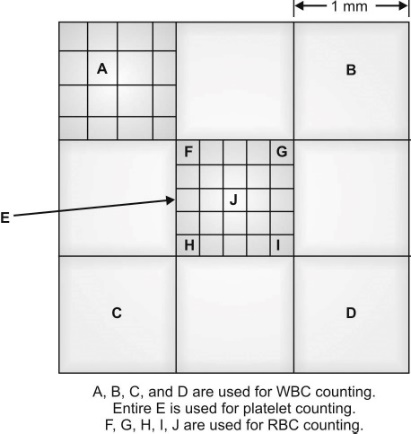 1 mm
A
B
F
G
J
E
H
I
C
D
A, B, C, and D are used for WBC counting.
Entire E is used for platelet counting.
F, G, H, I, J are used for RBC counting.